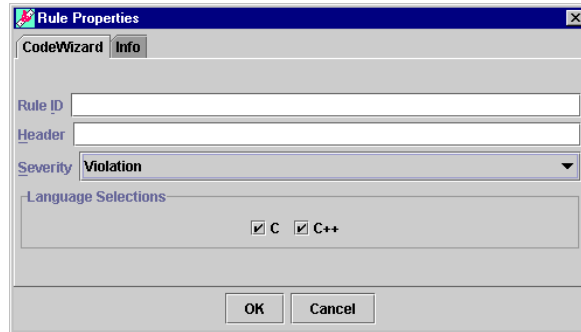 Rule Properties
CodeWizard Info
Rule ID
Header
Severity Violation
Language Selections
C C++
OK Cancel